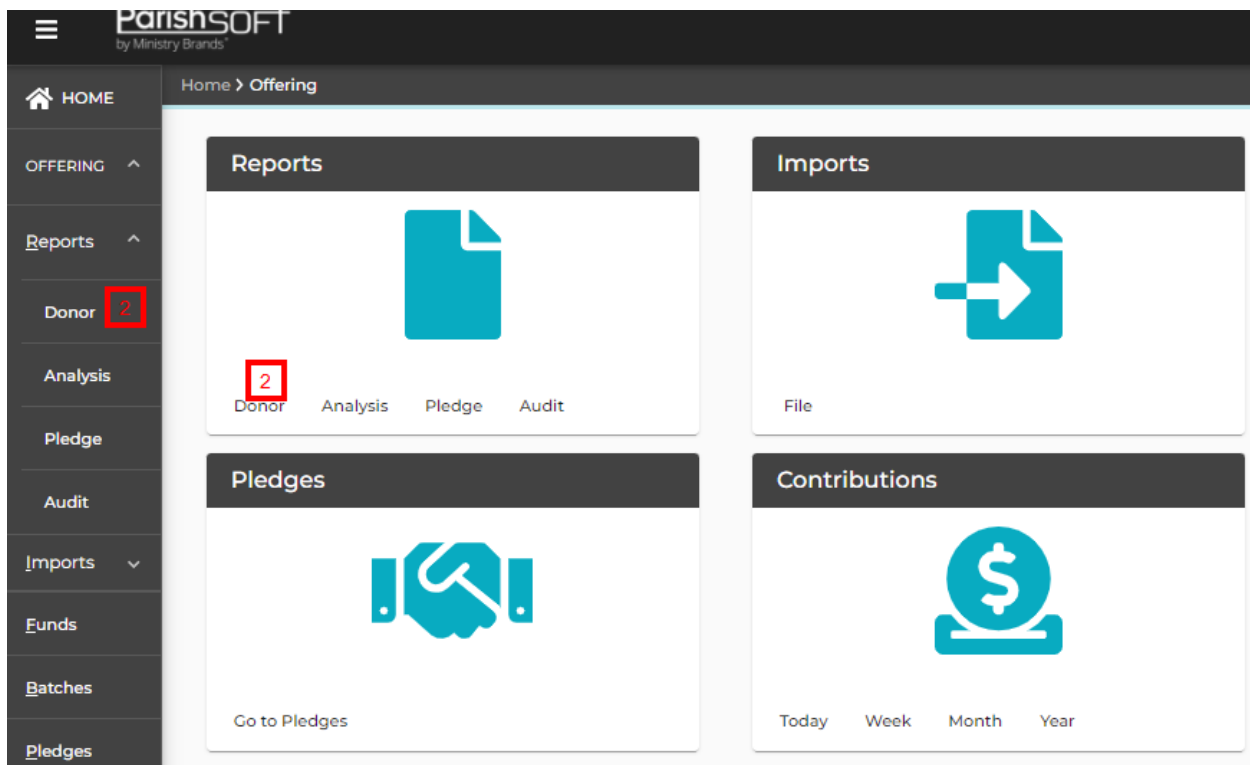 ParishSOFT
by Ministry Brands
HOME
OFFERING
Reports
Donor 2
Analysis
Pledge
Audit
Imports
Funds
Batches
Pledges
Home > Offering
Reports
2
Donor Analysis Pledge Audit
Imports
File
Pledges
Go to Pledges
Contributions
$
Today Week Month Year